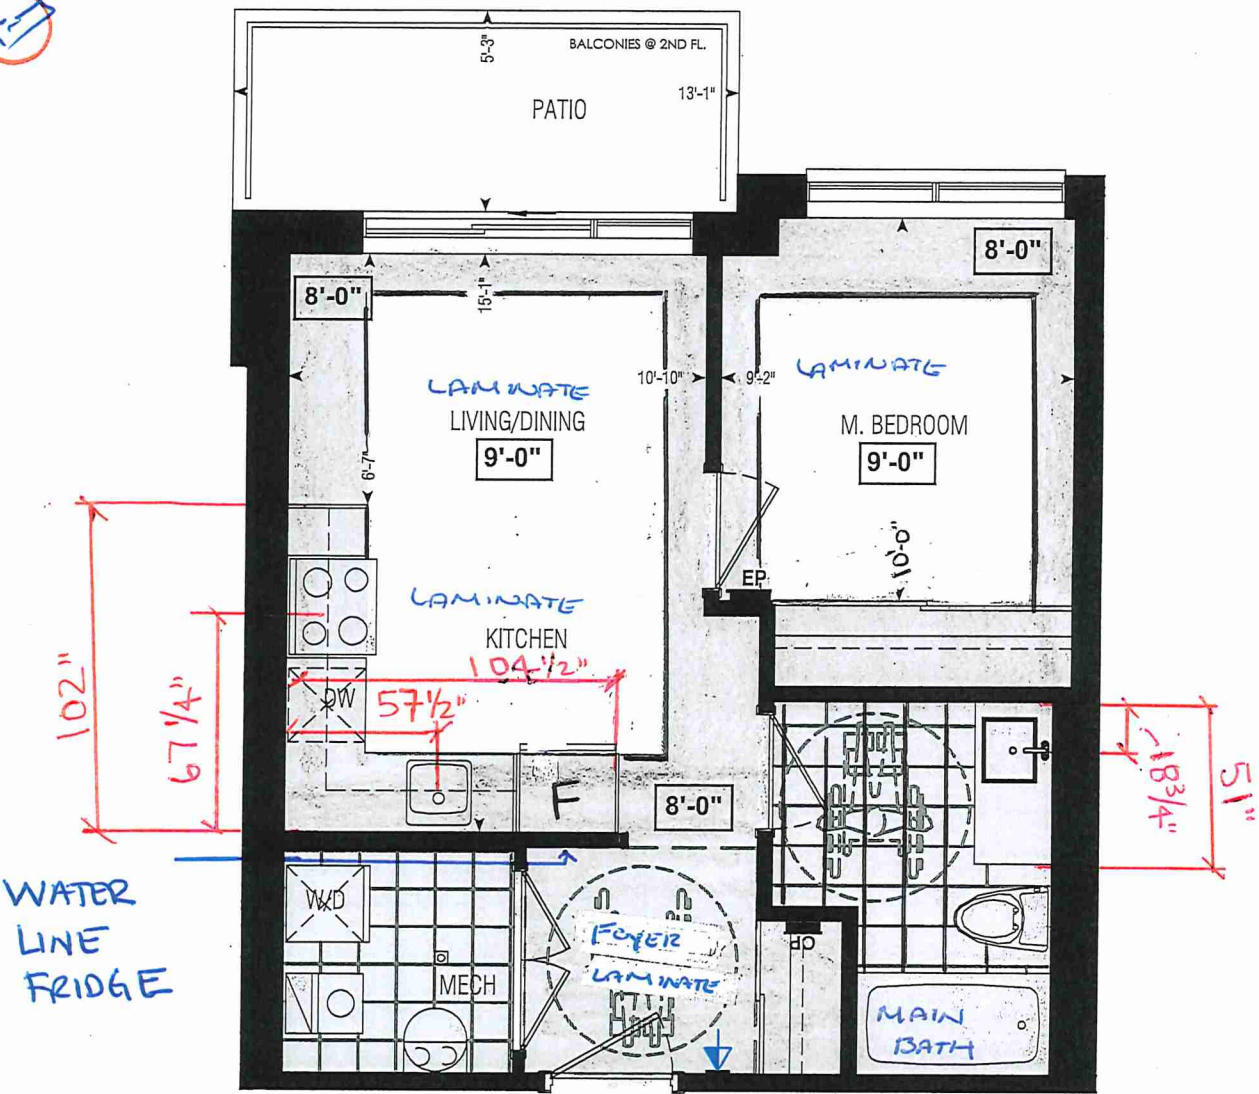 BALCONIES @ 2ND FL.
5'-3"
13'-1"
PATIO
8'-0"
8'-0"
15'-1"
LAMINATE
10'-10"
9'-2"
LAMINATE
LIVING/DINING
M. BEDROOM
9'-0"
9'-0"
6'-7"
10'-0"
EP
LAMINATE
KITCHEN
102"
67 1/4"
104 1/2"
DW
57 1/2"
18 3/4"
51"
F
8'-0"
WATER
LINE
FRIDGE
W/D
MECH
FOYER
LAMINATE
CP
MAIN
BATH